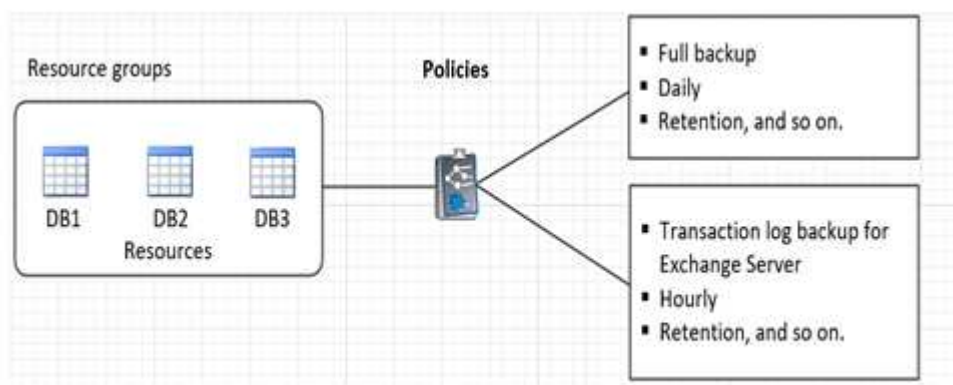 Resource groups
DB1
DB2
DB3
Resources
Policies
▪ Full backup
▪ Daily
▪ Retention, and so on.
▪ Transaction log backup for
Exchange Server
▪ Hourly
▪ Retention, and so on.